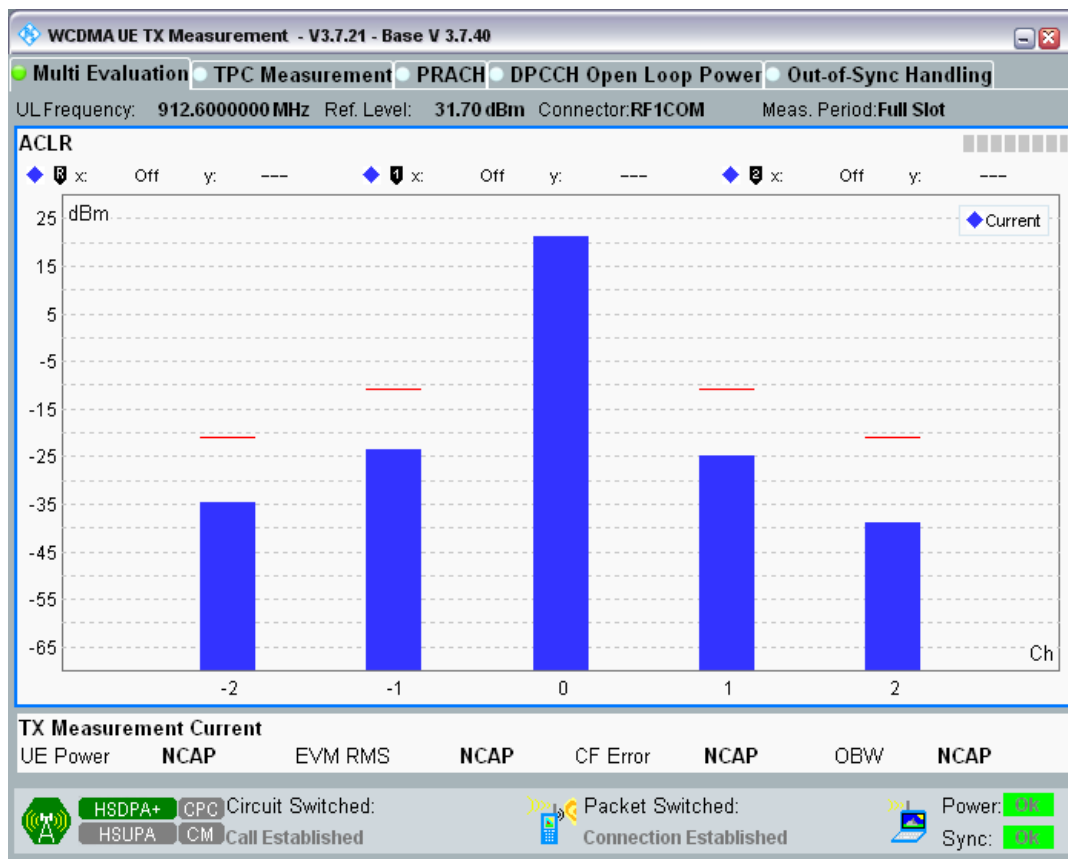 WCDMA UE TX Measurement - V3.7.21 - Base V 3.7.40
Multi Evaluation TPC Measurement PRACH DPCCH Open Loop Power Out-of-Sync Handling
UL Frequency: 912.6000000 MHz Ref. Level: 31.70 dBm Connector:RF1COM Meas. Period:Full Slot
ACLR
R x: Off y: --- 1 x: Off y: --- 2 x: Off y: ---
dBm
Current
25
15
5
-5
-15
-25
-35
-45
-55
-65
Ch
-2 -1 0 1 2
TX Measurement Current
UE Power NCAP EVM RMS NCAP CF Error NCAP OBW NCAP
HSDPA+ CPC Circuit Switched: Packet Switched: Power: OK
HSUPA CM Call Established Connection Established Sync: OK